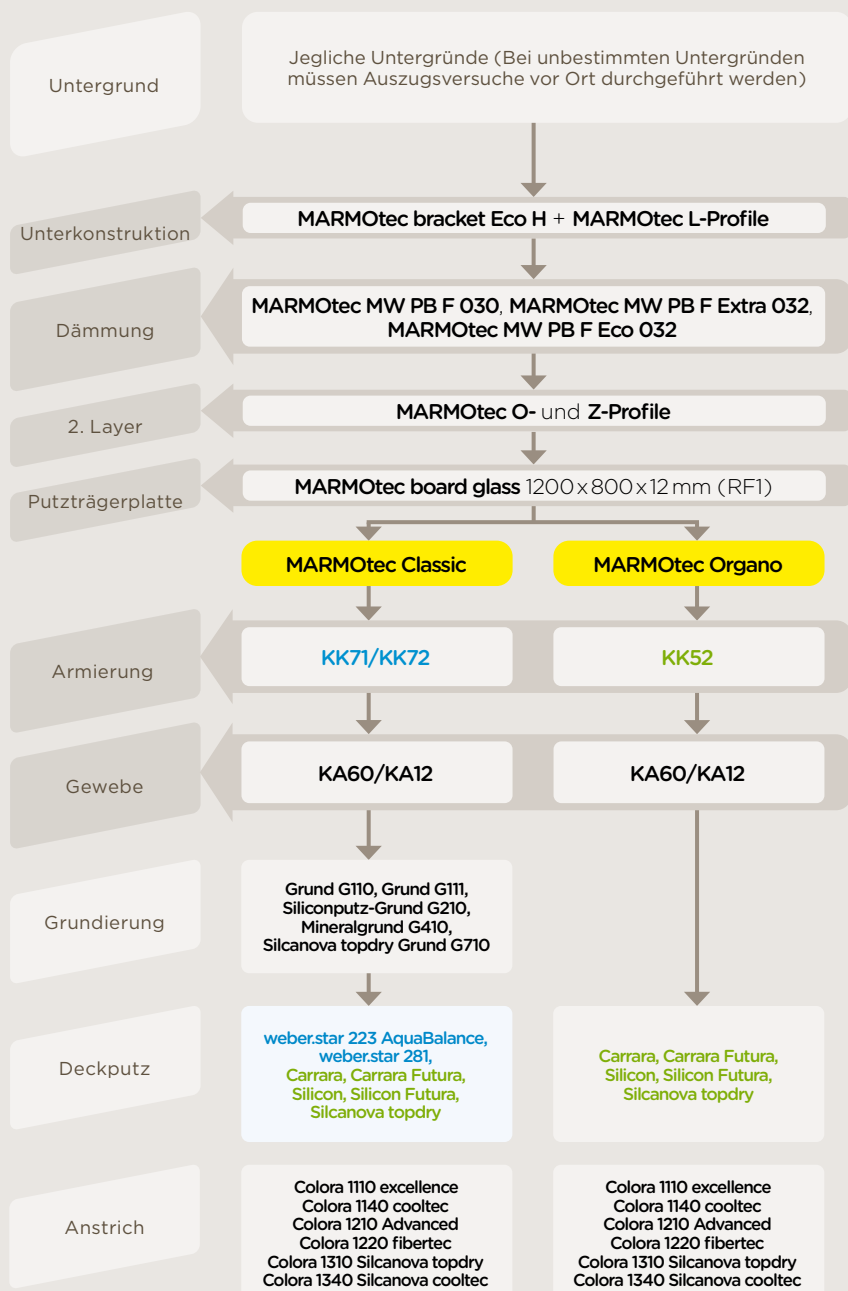 Untergrund
Jegliche Untergründe (Bei unbestimmten Untergründen
müssen Auszugsversuche vor Ort durchgeführt werden)
Unterkonstruktion
MARMOtec bracket Eco H + MARMOtec L-Profile
Dämmung
MARMOtec MW PB F 030, MARMOtec MW PB F Extra 032,
MARMOtec MW PB F Eco 032
2. Layer
MARMOtec O- und Z-Profile
Putzträgerplatte
MARMOtec board glass 1200 x 800 x 12 mm (RF1)
MARMOtec Classic
MARMOtec Organo
Armierung
KK71/KK72
KK52
Gewebe
KA60/KA12
KA60/KA12
Grundierung
Grund G110, Grund G111,
Siliconputz-Grund G210,
Mineralgrund G410,
Silcanova topdry Grund G710
Deckputz
weber.star 223 AquaBalance,
weber.star 281,
Carrara, Carrara Futura,
Silicon, Silicon Futura,
Silcanova topdry
Carrara, Carrara Futura,
Silicon, Silicon Futura,
Silcanova topdry
Anstrich
Colora 1110 excellence
Colora 1140 cooltec
Colora 1210 Advanced
Colora 1220 fibertec
Colora 1310 Silcanova topdry
Colora 1340 Silcanova cooltec
Colora 1110 excellence
Colora 1140 cooltec
Colora 1210 Advanced
Colora 1220 fibertec
Colora 1310 Silcanova topdry
Colora 1340 Silcanova cooltec